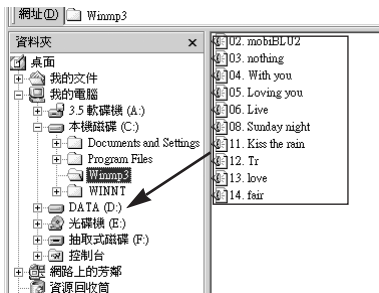 網址(D) Winmp3
資料夾
桌面
我的文件
我的電腦
3.5 軟碟機 (A:)
本機磁碟 (C:)
Documents and Settings
Program Files
Winmp3
WINNT
DATA (D:)
光碟機 (E:)
抽取式磁碟 (F:)
控制台
網路上的芳鄰
資源回收筒
02. mobiBLU2
03. nothing
04. With you
05. Loving you
06. Live
08. Sunday night
11. Kiss the rain
12. Tr
13. love
14. fair